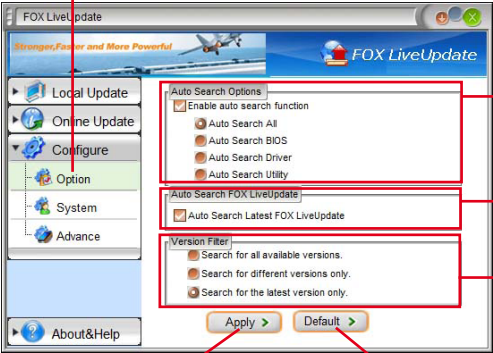 FOX LiveUpdate
Stronger,Faster and More Powerful
FOX LiveUpdate
Local Update
Online Update
Configure
Option
System
Advance
About&Help
Auto Search Options
Enable auto search function
Auto Search All
Auto Search BIOS
Auto Search Driver
Auto Search Utility
Auto Search FOX LiveUpdate
Auto Search Latest FOX LiveUpdate
Version Filter
Search for all available versions.
Search for different versions only.
Search for the latest version only.
Apply >
Default >